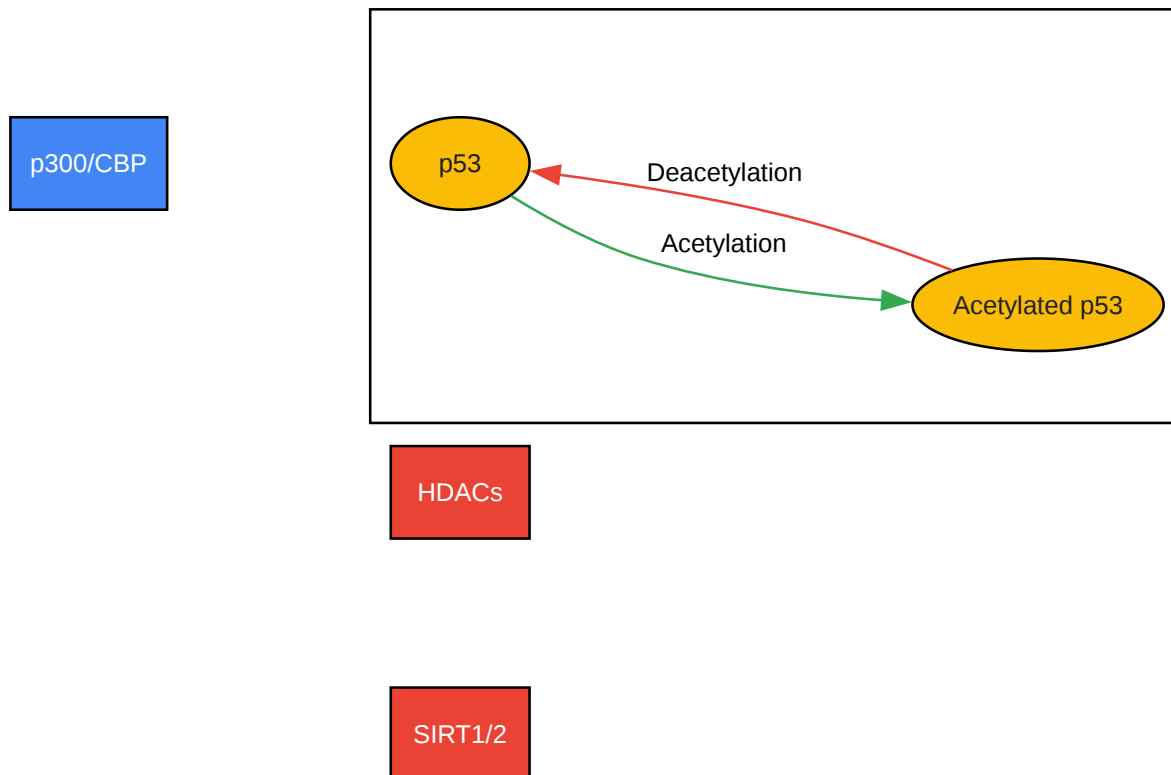 p300/CBP
p53
Deacetylation
Acetylation
Acetylated p53
HDACs
SIRT1/2